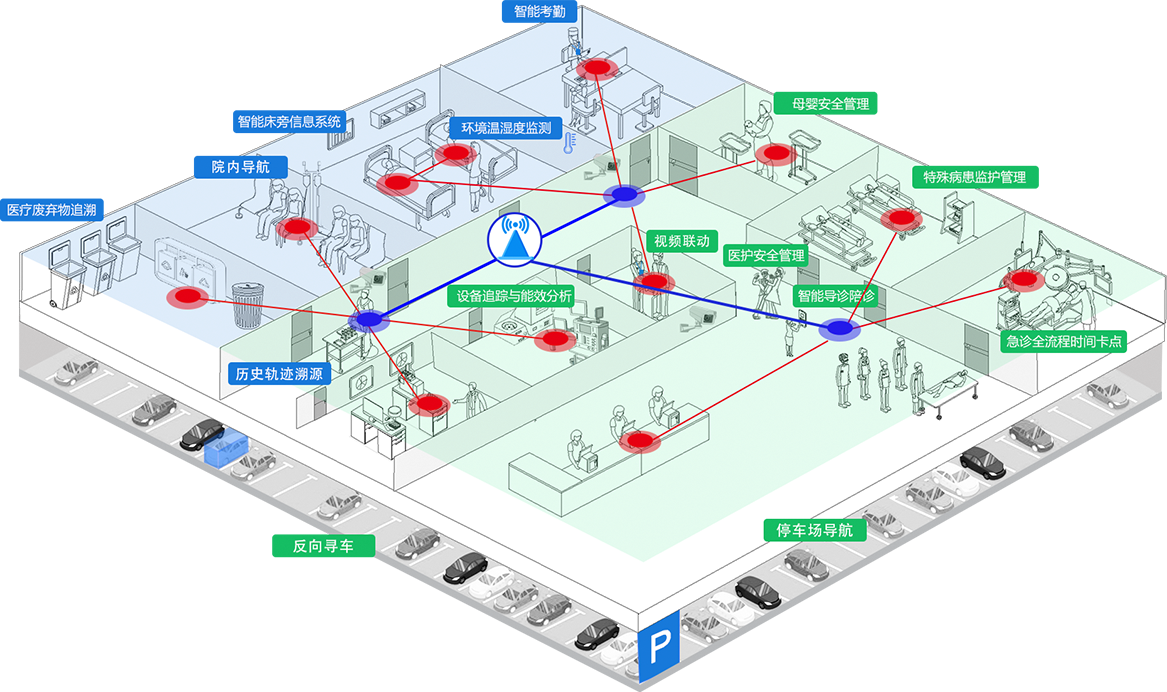 智能考勤
母婴安全管理
智能床旁信息系统
环境温湿度监测
院内导航
特殊病患监护管理
医疗废弃物追溯
视频联动
医护安全管理
设备追踪与能效分析
智能导诊陪诊
急诊全流程时间卡点
历史轨迹溯源
停车场导航
反向寻车
P